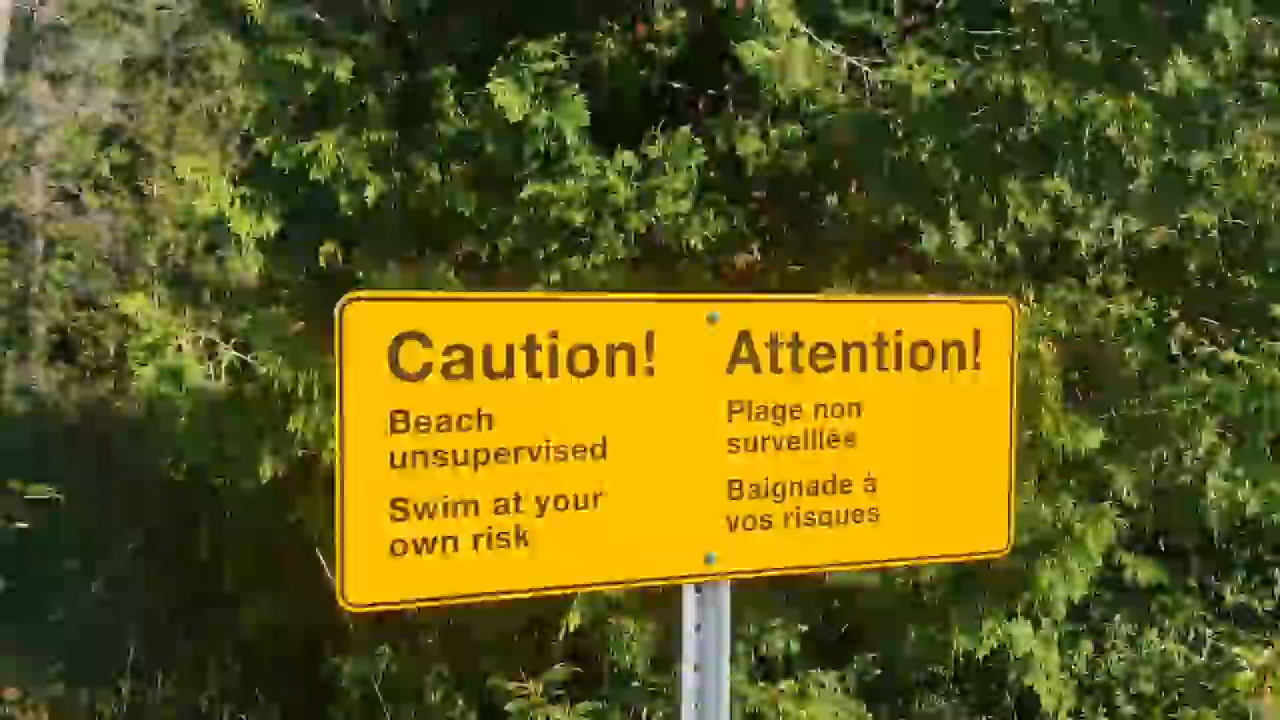 Caution!
Beach
unsupervised
Swim at your
own risk
Attention!
Plage non
surveillée
Baignade à
vos risques